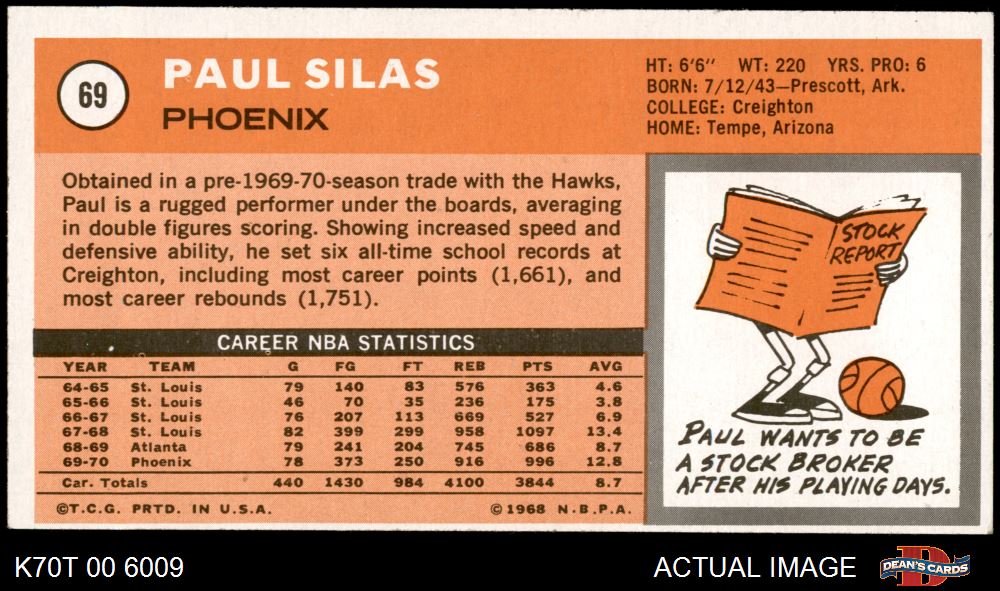 69
PAUL SILAS
PHOENIX
HT: 6'6" WT: 220 YRS. PRO: 6
BORN: 7/12/43—Prescott, Ark.
COLLEGE: Creighton
HOME: Tempe, Arizona
Obtained in a pre-1969-70-season trade with the Hawks,
Paul is a rugged performer under the boards, averaging
in double figures scoring. Showing increased speed and
defensive ability, he set six all-time school records at
Creighton, including most career points (1,661), and
most career rebounds (1,751).
CAREER NBA STATISTICS
YEAR TEAM G FG FT REB PTS AVG
64-65 St. Louis 79 140 83 576 363 4.6
65-66 St. Louis 46 70 35 236 175 3.8
66-67 St. Louis 76 207 113 669 527 6.9
67-68 St. Louis 82 399 299 958 1097 13.4
68-69 Atlanta 79 241 204 745 686 8.7
69-70 Phoenix 78 373 250 916 996 12.8
Car. Totals 440 1430 984 4100 3844 8.7
©T.C.G. PRTD. IN U.S.A. ©1968 N.B.P.A.
STOCK
REPORT
PAUL WANTS TO BE
A STOCK BROKER
AFTER HIS PLAYING DAYS.
K70T 00 6009
ACTUAL IMAGE
D
DEAN'S CARDS